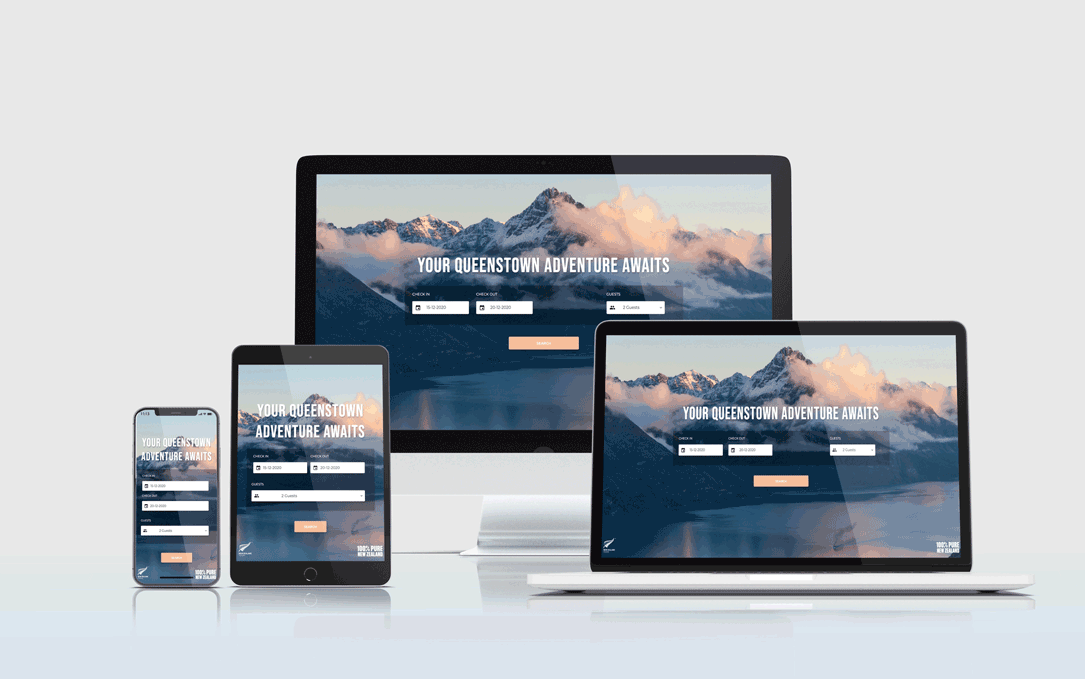 YOUR QUEENSTOWN ADVENTURE AWAITS
CHECK IN
CHECK OUT
GUESTS
15-12-2020
20-12-2020
2 Guests
Search
YOUR QUEENSTOWN
ADVENTURE AWAITS
CHECK IN
CHECK OUT
15-12-2020
20-12-2020
GUESTS
2 Guests
Search
100% PURE
NEW ZEALAND
YOUR QUEENSTOWN
ADVENTURE AWAITS
CHECK IN
15-12-2020
CHECK OUT
20-12-2020
GUESTS
2 Guests
100% PURE
NEW ZEALAND
YOUR QUEENSTOWN ADVENTURE AWAITS
CHECK IN
CHECK OUT
GUESTS
15-12-2020
20-12-2020
2 Guests
100% PURE
NEW ZEALAND